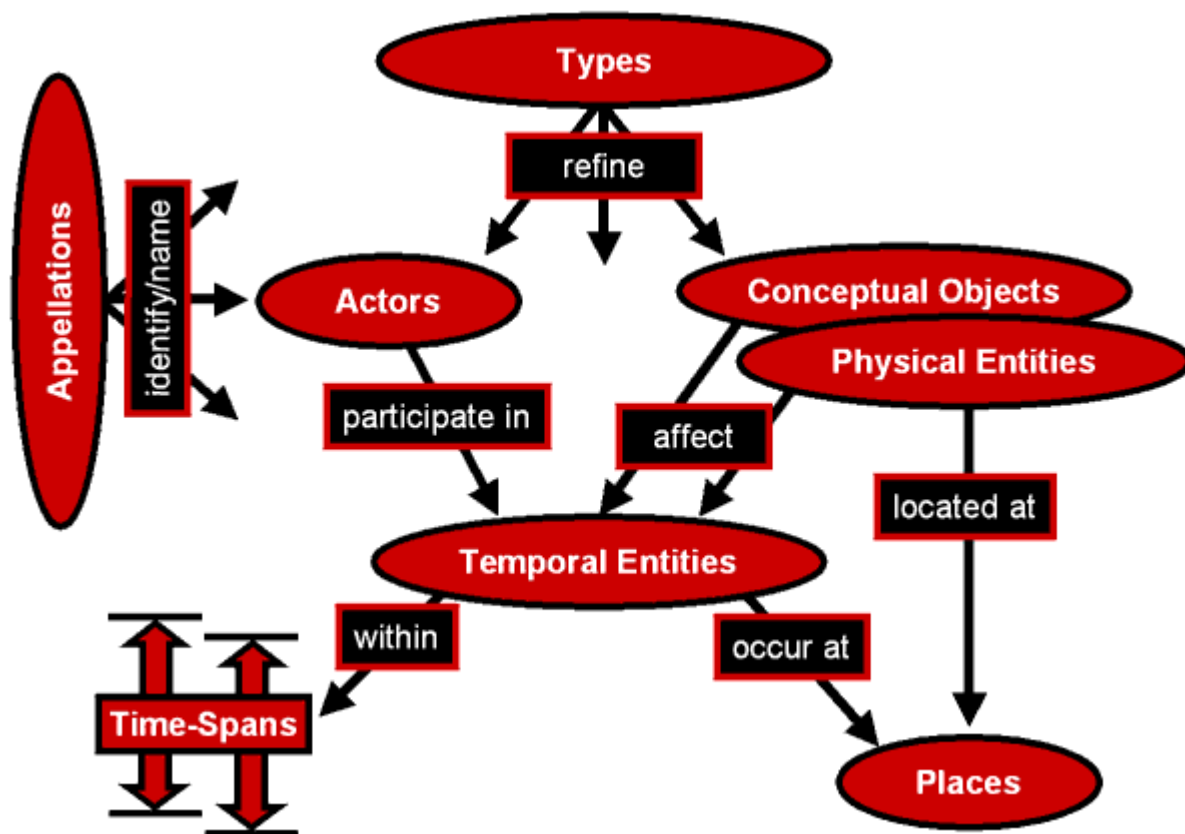 Types
refine
Appellations
identify/name
Actors
Conceptual Objects
Physical Entities
participate in
affect
located at
Temporal Entities
within
occur at
Time-Spans
Places